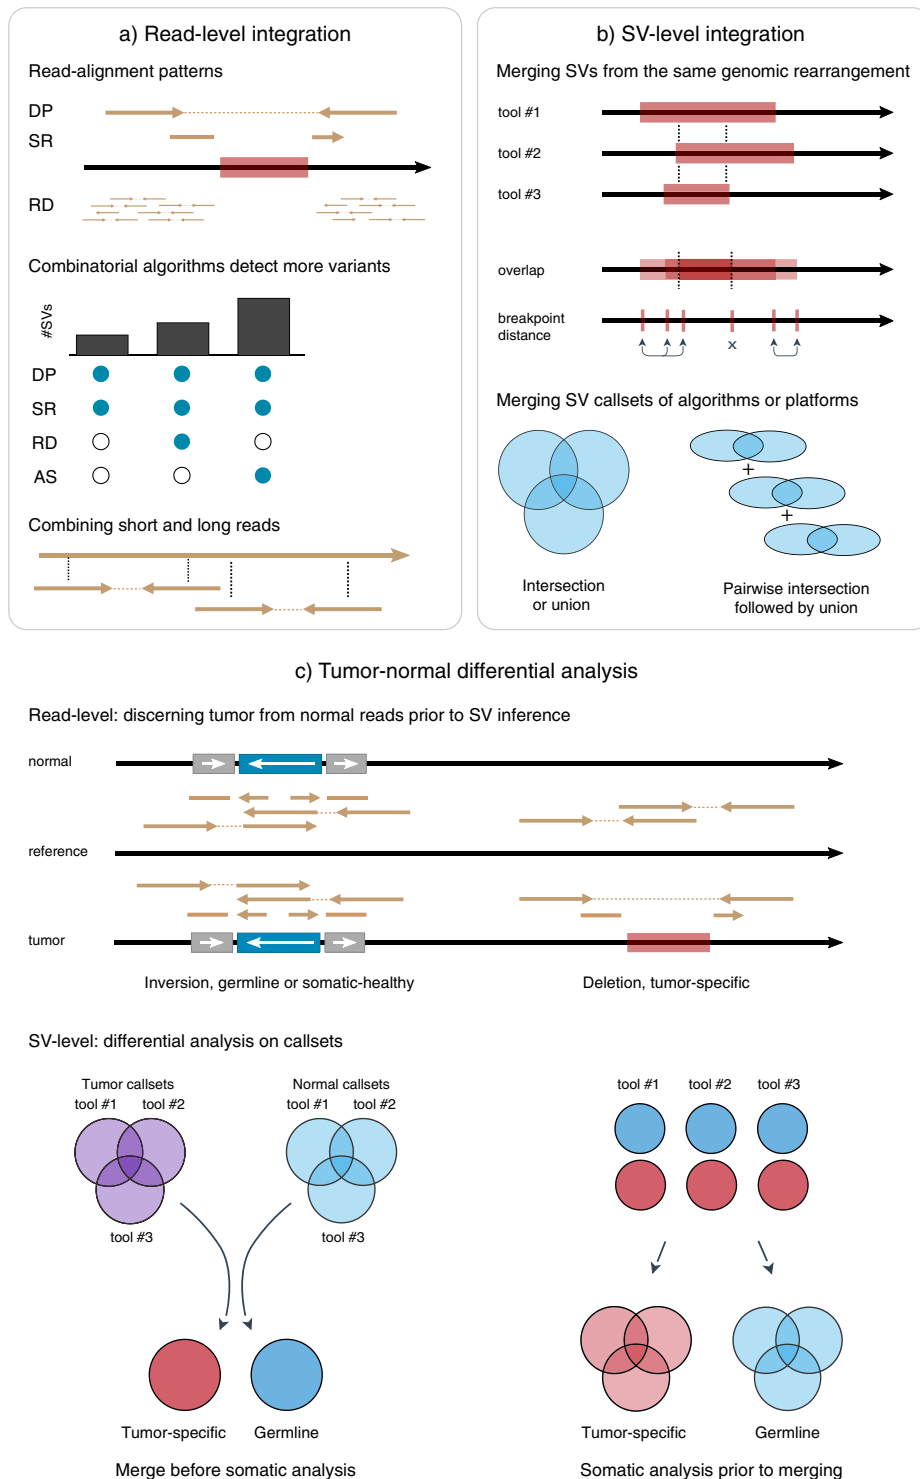 a) Read-level integration
Read-alignment patterns
DP
SR
RD
Combinatorial algorithms detect more variants
#SVs
DP
SR
RD
AS
Combining short and long reads
b) SV-level integration
Merging SVs from the same genomic rearrangement
tool #1
tool #2
tool #3
overlap
breakpoint
distance
x
Merging SV callsets of algorithms or platforms
+
+
Intersection
or union
Pairwise intersection
followed by union
c) Tumor-normal differential analysis
Read-level: discerning tumor from normal reads prior to SV inference
normal
reference
tumor
Inversion, germline or somatic-healthy
Deletion, tumor-specific
SV-level: differential analysis on callsets
Tumor callsets
tool #1 tool #2
tool #3
Normal callsets
tool #1 tool #2
tool #3
Tumor-specific
Germline
Merge before somatic analysis
tool #1 tool #2 tool #3
Tumor-specific
Germline
Somatic analysis prior to merging